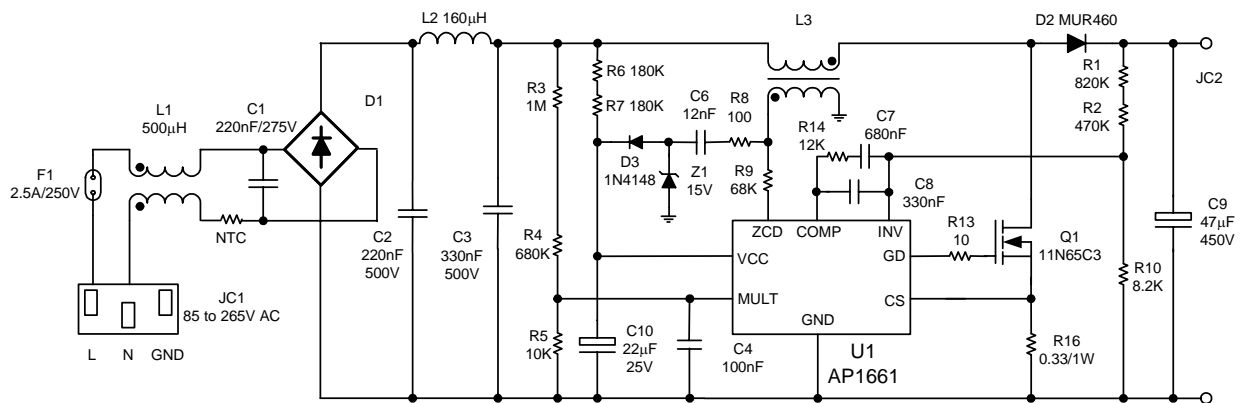 L2 160μH
L3
D2 MUR460
R6 180K
R7 180K
R3
1M
C6
12nF
R8
100
C7
680nF
R1
820K
JC2
R2
470K
L1
500μH
C1
220nF/275V
D1
R14
12K
F1
2.5A/250V
D3
1N4148
Z1
15V
R9
68K
C8
330nF
NTC
C2
220nF
500V
C3
330nF
500V
R4
680K
ZCD
COMP
INV
R13
10
Q1
11N65C3
C9
47μF
450V
VCC
GD
R10
8.2K
MULT
CS
JC1
85 to 265V AC
GND
L
N
GND
R5
10K
C10
22μF
25V
C4
100nF
U1
AP1661
R16
0.33/1W